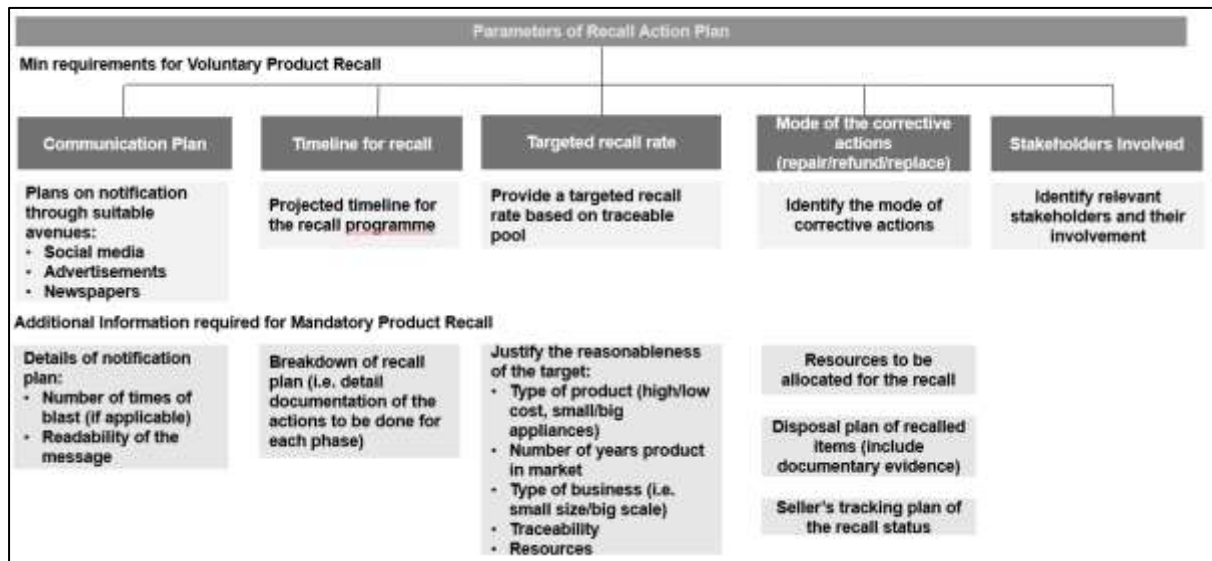 Parameters of Recall Action Plan
Min requirements for Voluntary Product Recall
Communication Plan
Timeline for recall
Targeted recall rate
Mode of the corrective
actions
(repair/refund/replace)
Stakeholders Involved
Plans on notification
through suitable
avenues:
• Social media
• Advertisements
• Newspapers
Projected timeline for
the recall programme
Provide a targeted recall
rate based on traceable
pool
Identify the mode of
corrective actions
Identify relevant
stakeholders and their
involvement
Additional Information required for Mandatory Product Recall
Details of notification
plan:
• Number of times of
blast (if applicable)
• Readability of the
message
Breakdown of recall
plan (i.e. detail
documentation of the
actions to be done for
each phase)
Justify the reasonableness
of the target:
• Type of product (high/low
cost, small/big
appliances)
• Number of years product
in market
• Type of business (i.e.
small size/big scale)
• Traceability
• Resources
Resources to be
allocated for the recall
Disposal plan of recalled
items (include
documentary evidence)
Seller's tracking plan of
the recall status